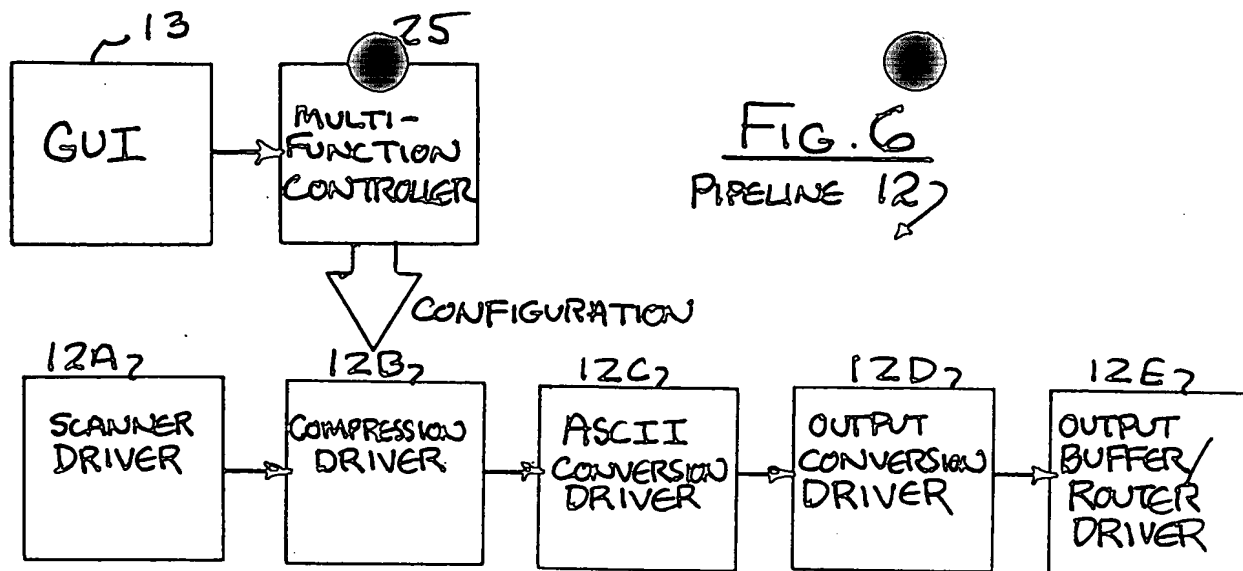 13
25
GUI
MULTI-
FUNCTION
CONTROLLER
FIG. 6
PIPELINE 12
CONFIGURATION
12A
12B
12C
12D
12E
SCANNER
DRIVER
COMPRESSION
DRIVER
ASCII
CONVERSION
DRIVER
OUTPUT
CONVERSION
DRIVER
OUTPUT
BUFFER/
ROUTER
DRIVER